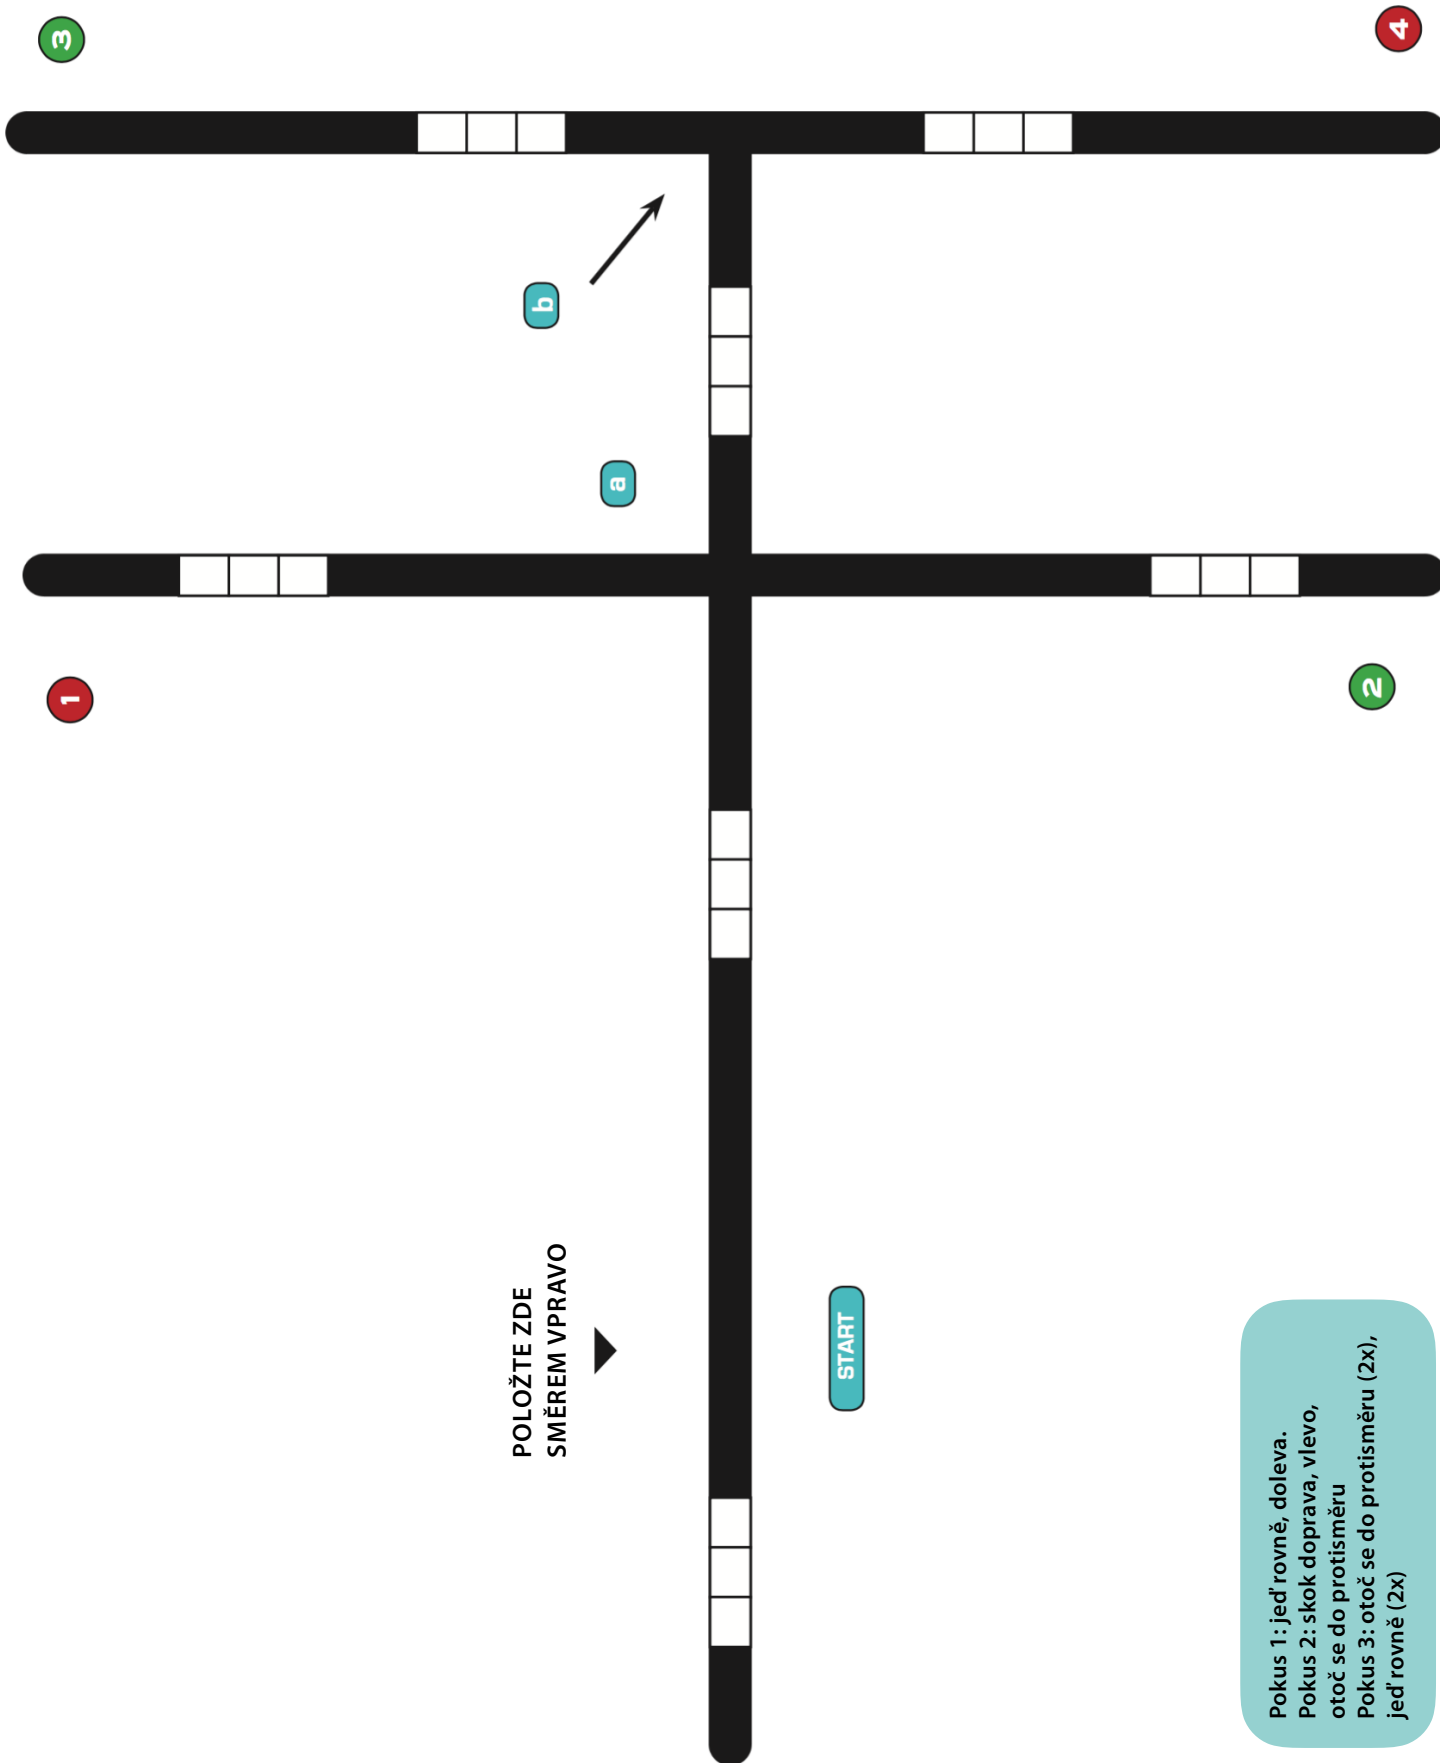 1
3
POLOŽTE ZDE
SMĚREM VPRAVO
b
a
START
Pokus 1: jeď rovně, doleva.
Pokus 2: skok doprava, vlevo,
otoč se do protisměru
Pokus 3: otoč se do protisměru (2x),
jeď rovně (2x)
2
4